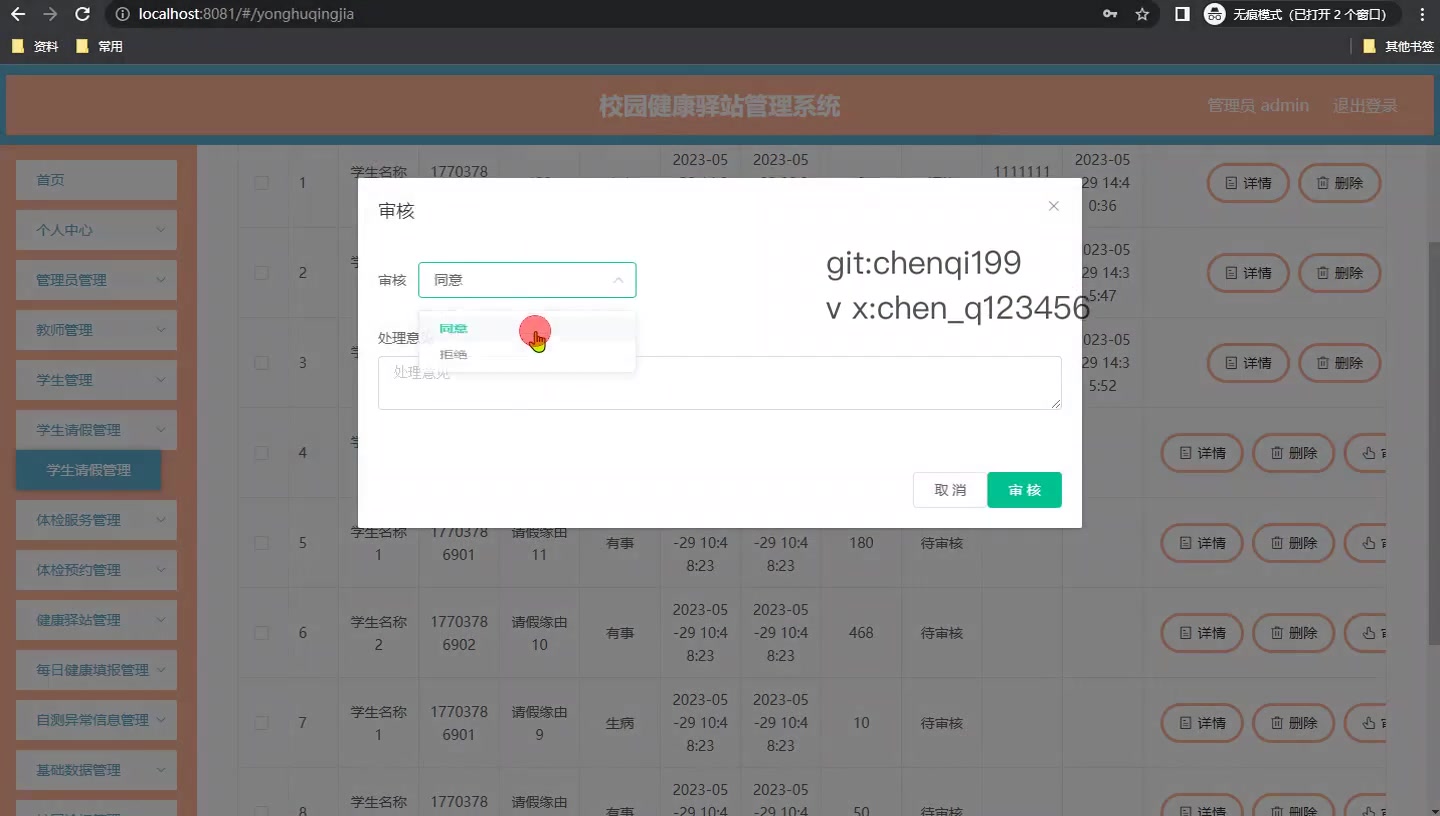 localhost:8081/#/yonghuqingjia
无痕模式（已打开 2 个窗口）
资料
常用
其他书签
校园健康驿站管理系统
管理员 admin
退出登录
首页
个人中心
管理员管理
教师管理
学生管理
学生请假管理
学生请假管理
体检服务管理
体检预约管理
健康驿站管理
每日健康填报管理
自测异常信息管理
基础数据管理
审核
审核
同意
同意
拒绝
处理意
处理意见
取 消
审 核
git:chenqi199
v x:chen_q123456
1
学生名称
1770378
2023-05
2023-05
1111111
2023-05
-29 14:4
0:36
详情
删除
2
023-05
29 14:3
5:47
详情
删除
3
023-05
29 14:3
5:52
详情
删除
4
详情
删除
5
学生名称
1
1770378
6901
请假缘由
11
有事
-29 10:4
8:23
-29 10:4
8:23
180
待审核
详情
删除
6
学生名称
2
1770378
6902
请假缘由
10
有事
2023-05
-29 10:4
8:23
2023-05
-29 10:4
8:23
468
待审核
详情
删除
7
学生名称
1
1770378
6901
请假缘由
9
生病
2023-05
-29 10:4
8:23
2023-05
-29 10:4
8:23
10
待审核
详情
删除
8
学生名称
1770378
请假缘由
有事
2023-05
-29 10:4
2023-05
-29 10:4
50
待审核
详情
删除